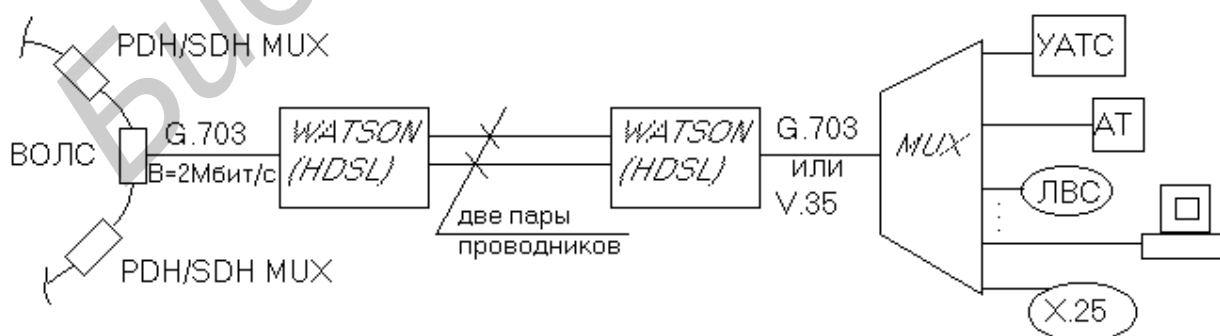 PDH/SDH MUX
ВОЛС
G.703
В=2Мбит/с
WATSON
(HDSL)
две пары
проводников
WATSON
(HDSL)
G.703
или
V.35
MUX
УАТС
АТ
ЛВС
X.25
PDH/SDH MUX